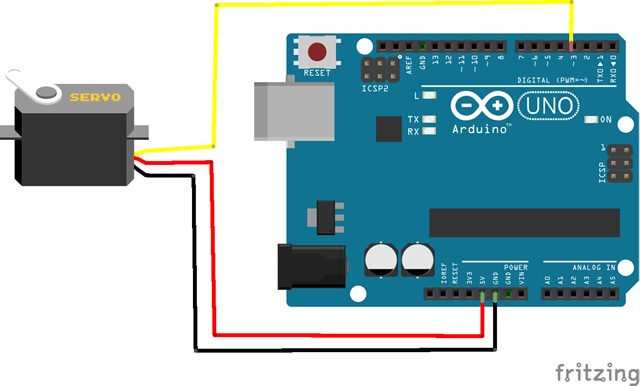 SERVO
RESET
ICSP2
AREF
GND
13
12
~11
~10
~9
8
7
~6
~5
4
~3
2
TXD 1
RXD 0
DIGITAL (PWM=~)
L
TX
RX
Arduino™
UNO
ON
1
ICSP
POWER
ANALOG IN
IOREF
RESET
3V3
5V
GND
GND
VIN
A0
A1
A2
A3
A4
A5
fritzing